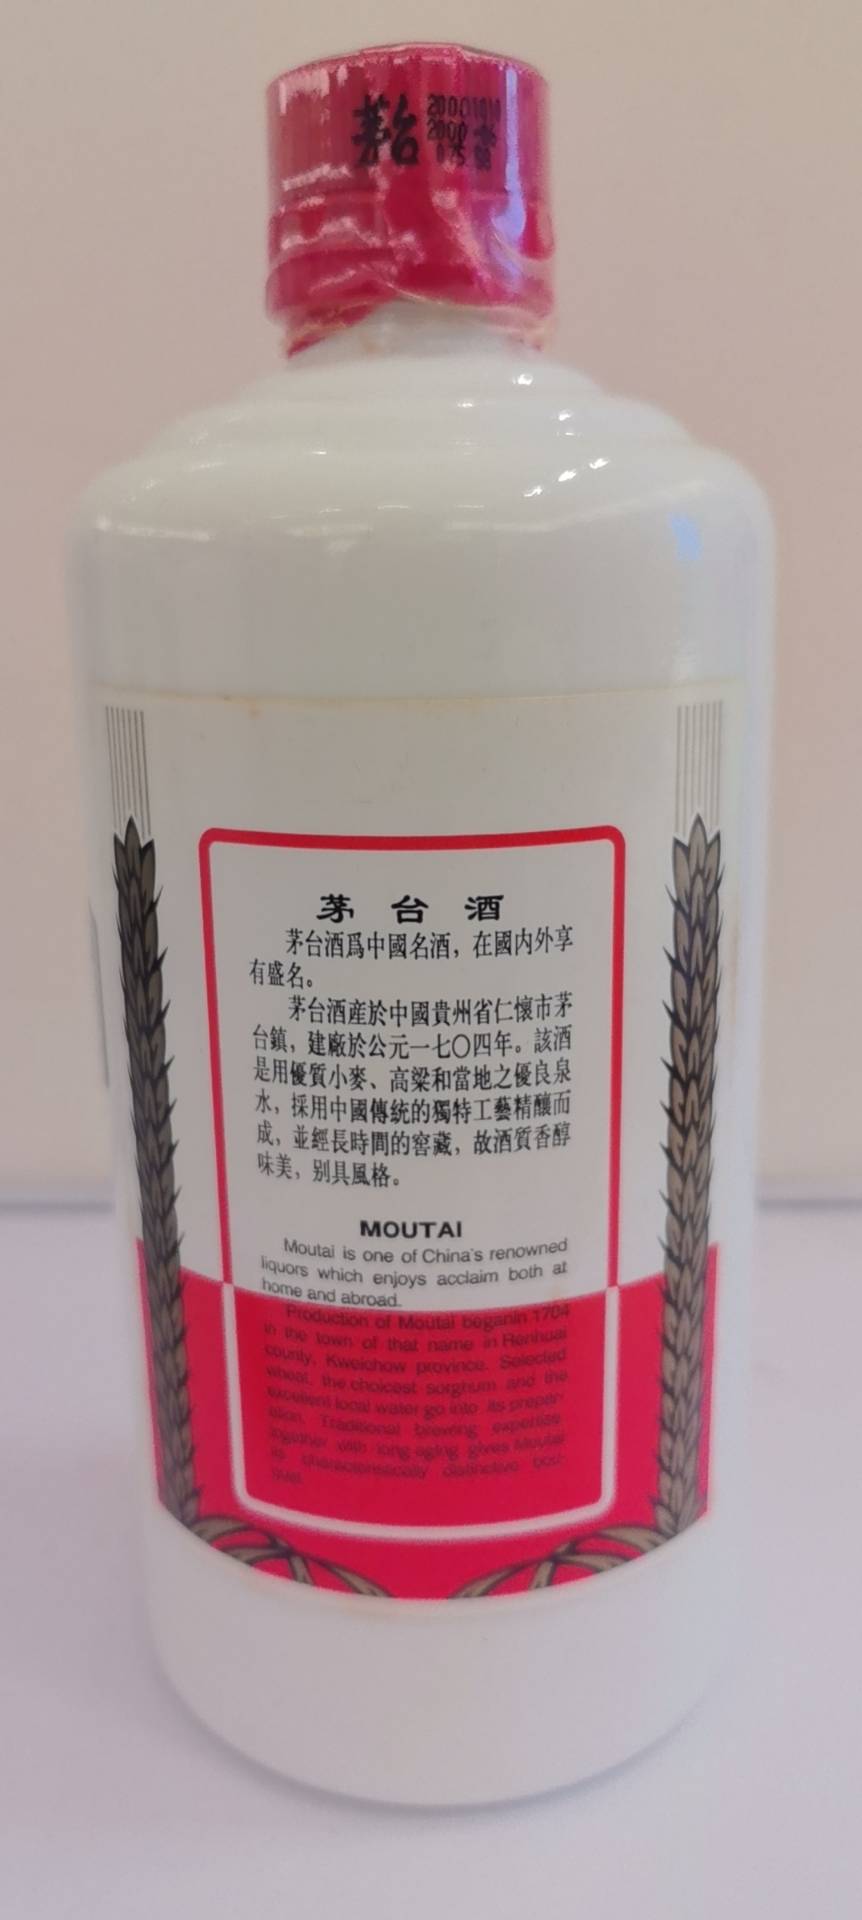 茅台
茅台酒
茅台酒爲中國名酒，在國内外享
有盛名。
茅台酒産於中國貴州省仁懷市茅
台鎮，建廠於公元一七〇四年。該酒
是用優質小麥、高梁和當地之優良泉
水，採用中國傳統的獨特工藝精釀而
成，並經長時間的窖藏，故酒質香醇
味美，别具風格。
MOUTAI
Moutai is one of China's renowned
liquors which enjoys acclaim both at
home and abroad.
Production of Moutai beganin 1704
in the town of that name in Renhuai
county, Kweichow province. Selected
wheat, the choicest sorghum and the
excellent local water go into its prepar-
ation. Traditional brewing expertise
together with long aging gives Moutai
its characteristically distinctive bou-
quet.